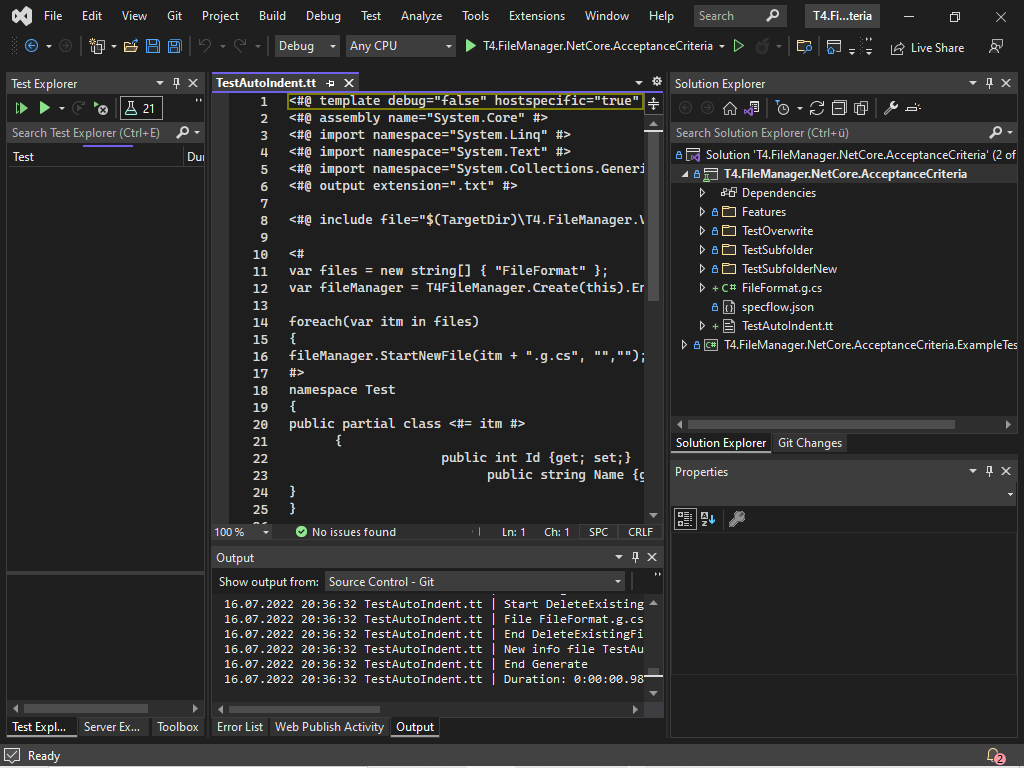 File Edit View Git Project Build Debug Test Analyze Tools Extensions Window Help Search T4.Fi...teria
Debug Any CPU T4.FileManager.NetCore.AcceptanceCriteria Live Share
Test Explorer
21
Search Test Explorer (Ctrl+E)
Test Dur
Test Expl... Server Ex... Toolbox
TestAutoIndent.tt
1 <#@ template debug="false" hostspecific="true"
2 <#@ assembly name="System.Core" #>
3 <#@ import namespace="System.Linq" #>
4 <#@ import namespace="System.Text" #>
5 <#@ import namespace="System.Collections.Generi
6 <#@ output extension=".txt" #>
7
8 <#@ include file="$(TargetDir)\T4.FileManager.V
9
10 <#
11 var files = new string[] { "FileFormat" };
12 var fileManager = T4FileManager.Create(this).En
13
14 foreach(var itm in files)
15 {
16 fileManager.StartNewFile(itm + ".g.cs", "","");
17 #>
18 namespace Test
19 {
20 public partial class <#= itm #>
21 {
22 public int Id {get; set;}
23 public string Name {g
24 }
25 }
100 % No issues found Ln: 1 Ch: 1 SPC CRLF
Output
Show output from: Source Control - Git
16.07.2022 20:36:32 TestAutoIndent.tt | Start DeleteExisting
16.07.2022 20:36:32 TestAutoIndent.tt | File FileFormat.g.cs
16.07.2022 20:36:32 TestAutoIndent.tt | End DeleteExistingFi
16.07.2022 20:36:32 TestAutoIndent.tt | New info file TestAu
16.07.2022 20:36:32 TestAutoIndent.tt | End Generate
16.07.2022 20:36:32 TestAutoIndent.tt | Duration: 0:00:00.98
Error List Web Publish Activity Output
Solution Explorer
Search Solution Explorer (Ctrl+ü)
Solution 'T4.FileManager.NetCore.AcceptanceCriteria' (2 of
T4.FileManager.NetCore.AcceptanceCriteria
Dependencies
Features
TestOverwrite
TestSubfolder
TestSubfolderNew
C# FileFormat.g.cs
specflow.json
TestAutoIndent.tt
C# T4.FileManager.NetCore.AcceptanceCriteria.ExampleTes
Solution Explorer Git Changes
Properties
Ready 2